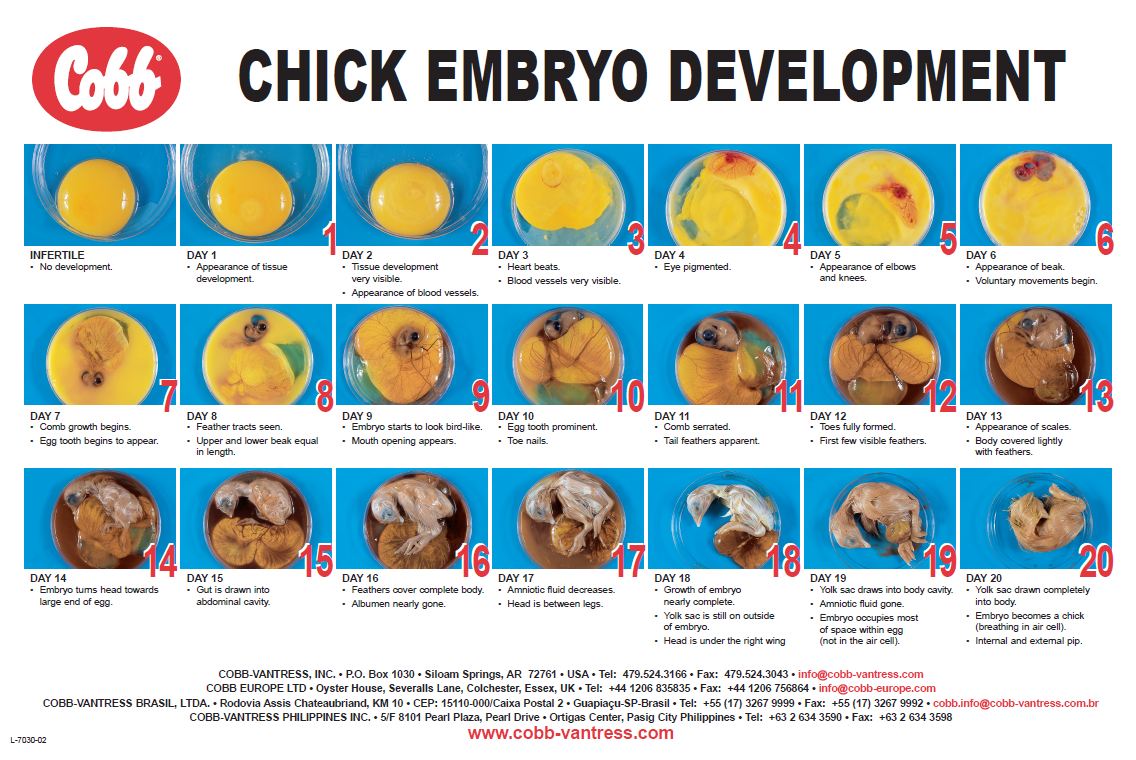 Cobb®
CHICK EMBRYO DEVELOPMENT
INFERTILE
• No development.
1
DAY 1
• Appearance of tissue
development.
2
DAY 2
• Tissue development
very visible.
• Appearance of blood vessels.
3
DAY 3
• Heart beats.
• Blood vessels very visible.
4
DAY 4
• Eye pigmented.
5
DAY 5
• Appearance of elbows
and knees.
6
DAY 6
• Appearance of beak.
• Voluntary movements begin.
7
DAY 7
• Comb growth begins.
• Egg tooth begins to appear.
8
DAY 8
• Feather tracts seen.
• Upper and lower beak equal
in length.
9
DAY 9
• Embryo starts to look bird-like.
• Mouth opening appears.
10
DAY 10
• Egg tooth prominent.
• Toe nails.
11
DAY 11
• Comb serrated.
• Tail feathers apparent.
12
DAY 12
• Toes fully formed.
• First few visible feathers.
13
DAY 13
• Appearance of scales.
• Body covered lightly
with feathers.
14
DAY 14
• Embryo turns head towards
large end of egg.
15
DAY 15
• Gut is drawn into
abdominal cavity.
16
DAY 16
• Feathers cover complete body.
• Albumen nearly gone.
17
DAY 17
• Amniotic fluid decreases.
• Head is between legs.
18
DAY 18
• Growth of embryo
nearly complete.
• Yolk sac is still on outside
of embryo.
• Head is under the right wing
19
DAY 19
• Yolk sac draws into body cavity.
• Amniotic fluid gone.
• Embryo occupies most
of space within egg
(not in the air cell).
20
DAY 20
• Yolk sac drawn completely
into body.
• Embryo becomes a chick
(breathing in air cell).
• Internal and external pip.
COBB-VANTRESS, INC. • P.O. Box 1030 • Siloam Springs, AR 72761 • USA • Tel: 479.524.3166 • Fax: 479.524.3043 • info@cobb-vantress.com
COBB EUROPE LTD • Oyster House, Severalls Lane, Colchester, Essex, UK • Tel: +44 1206 835835 • Fax: +44 1206 756864 • info@cobb-europe.com
COBB-VANTRESS BRASIL, LTDA. • Rodovia Assis Chateaubriand, KM 10 • CEP: 15110-000/Caixa Postal 2 • Guapiaçu-SP-Brasil • Tel: +55 (17) 3267 9999 • Fax: +55 (17) 3267 9992 • cobb.info@cobb-vantress.com.br
COBB-VANTRESS PHILIPPINES INC. • 5/F 8101 Pearl Plaza, Pearl Drive • Ortigas Center, Pasig City Philippines • Tel: +63 2 634 3590 • Fax: +63 2 634 3598
www.cobb-vantress.com
L-7030-02